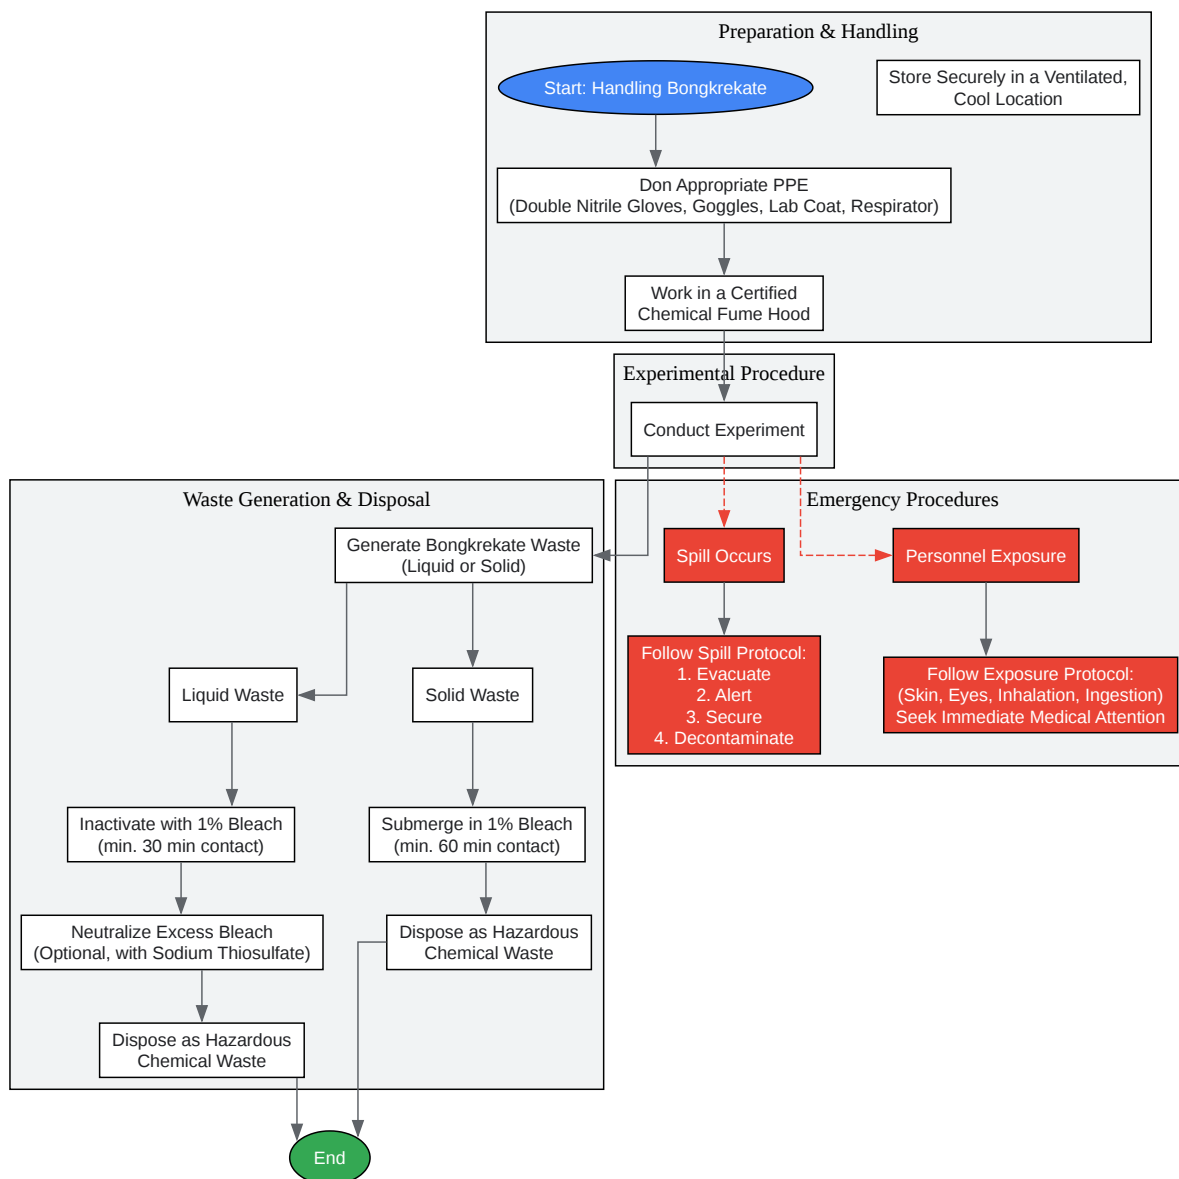 Preparation & Handling
Start: Handling Bongkrekate
Store Securely in a Ventilated,
Cool Location
Don Appropriate PPE
(Double Nitrile Gloves, Goggles, Lab Coat, Respirator)
Work in a Certified
Chemical Fume Hood
Experimental Procedure
Conduct Experiment
Waste Generation & Disposal
Generate Bongkrekate Waste
(Liquid or Solid)
Liquid Waste
Solid Waste
Inactivate with 1% Bleach
(min. 30 min contact)
Submerge in 1% Bleach
(min. 60 min contact)
Neutralize Excess Bleach
(Optional, with Sodium Thiosulfate)
Dispose as Hazardous
Chemical Waste
Dispose as Hazardous
Chemical Waste
Emergency Procedures
Spill Occurs
Personnel Exposure
Follow Spill Protocol:
1. Evacuate
2. Alert
3. Secure
4. Decontaminate
Follow Exposure Protocol:
(Skin, Eyes, Inhalation, Ingestion)
Seek Immediate Medical Attention
End